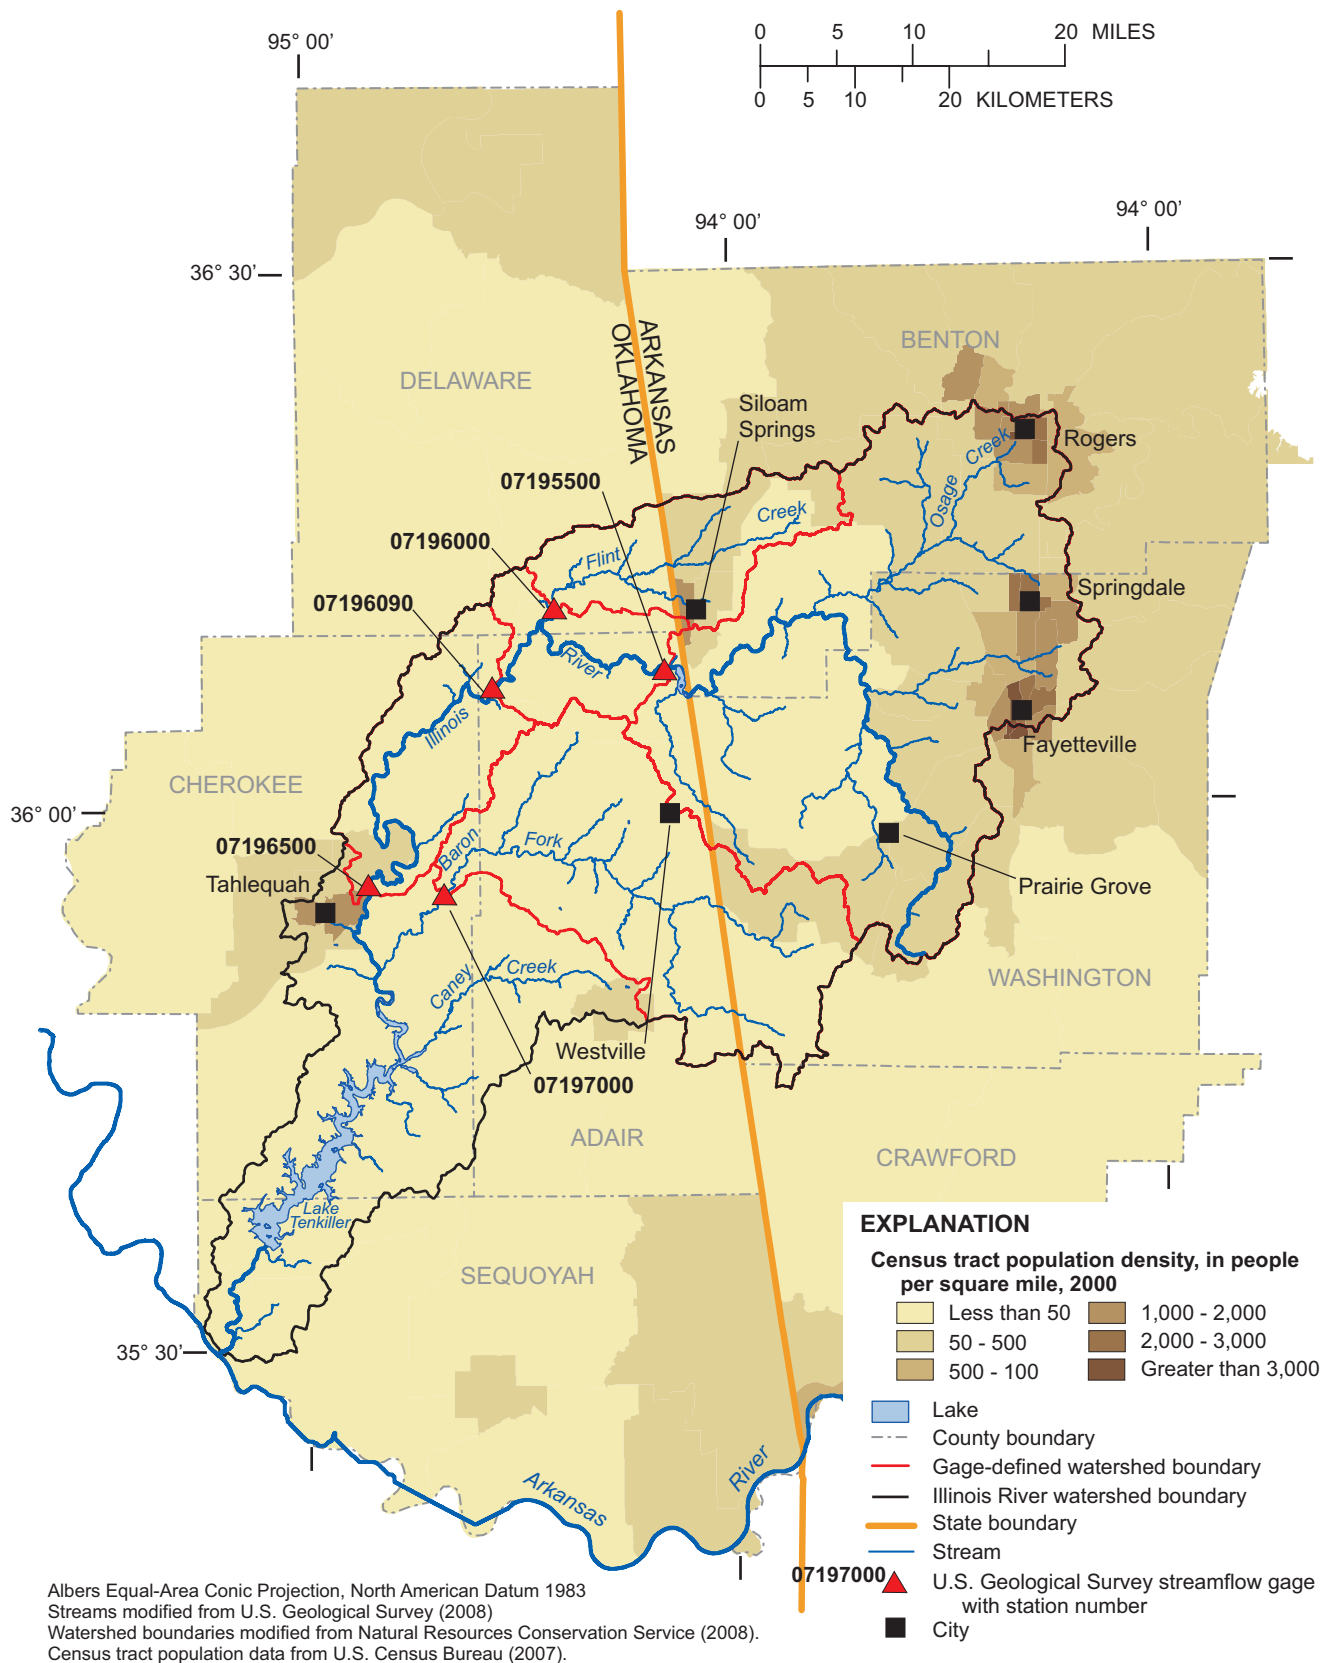 0 5 10 20 MILES
0 5 10 20 KILOMETERS
95° 00'
94° 00'
94° 00'
36° 30'
ARKANSAS
OKLAHOMA
BENTON
DELAWARE
Siloam
Springs
Rogers
Osage Creek
07195500
Creek
07196000
Flint
Springdale
07196090
River
Illinois
Fayetteville
CHEROKEE
36° 00'
07196500
Baron
Fork
Tahlequah
Prairie Grove
Caney
Creek
WASHINGTON
Westville
07197000
ADAIR
CRAWFORD
Lake
Tenkiller
SEQUOYAH
35° 30'
Arkansas
River
EXPLANATION
Census tract population density, in people
per square mile, 2000
Less than 50
50 - 500
500 - 100
1,000 - 2,000
2,000 - 3,000
Greater than 3,000
Lake
County boundary
Gage-defined watershed boundary
Illinois River watershed boundary
State boundary
Stream
07197000 U.S. Geological Survey streamflow gage
with station number
City
Albers Equal-Area Conic Projection, North American Datum 1983
Streams modified from U.S. Geological Survey (2008)
Watershed boundaries modified from Natural Resources Conservation Service (2008).
Census tract population data from U.S. Census Bureau (2007).